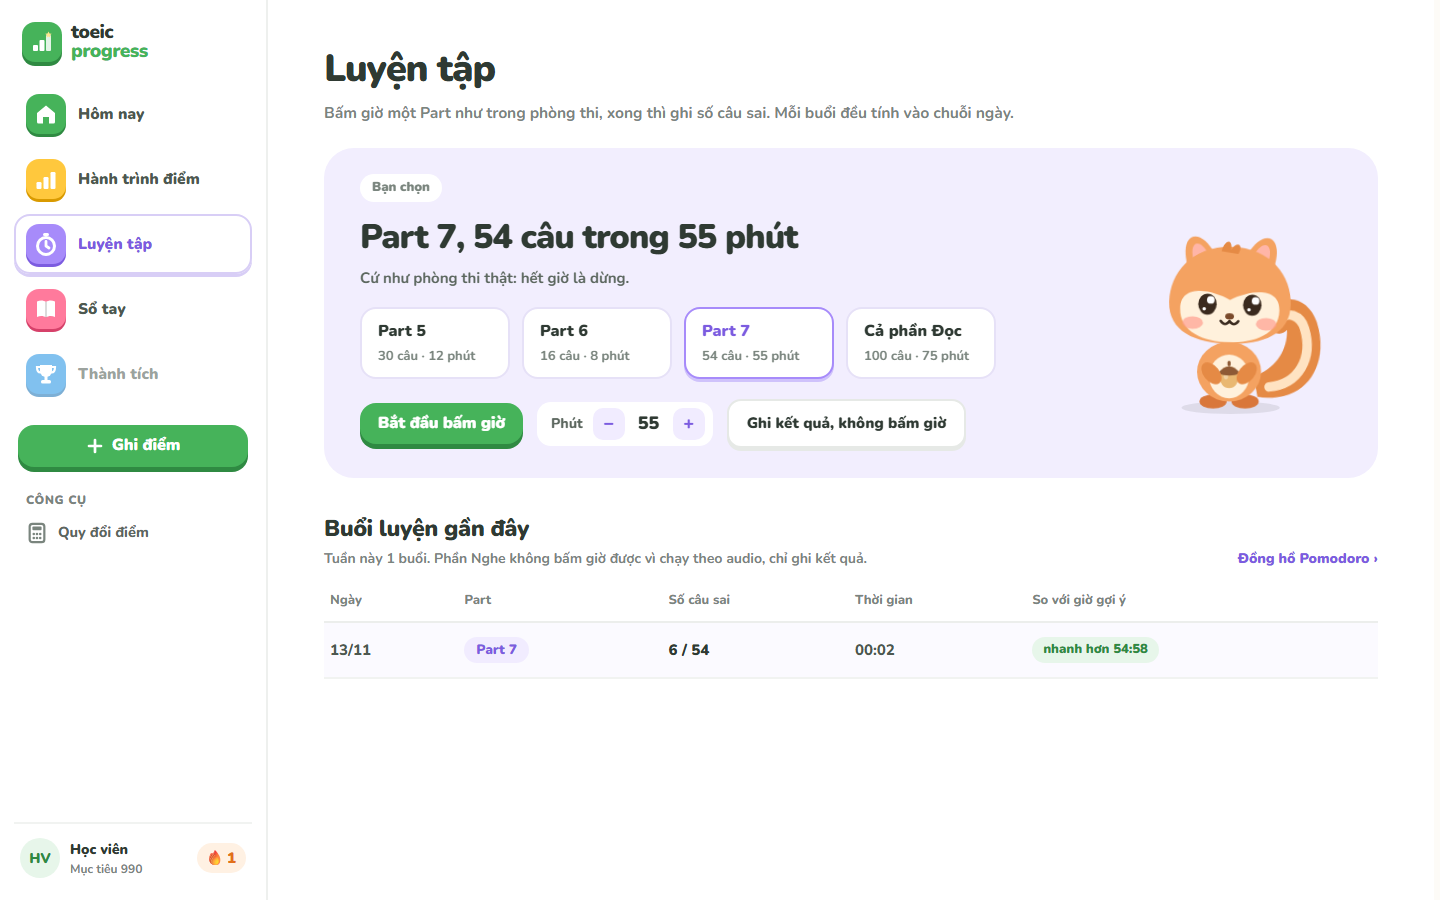 toeic
progress
Hôm nay
Hành trình điểm
Luyện tập
Sổ tay
Thành tích
+ Ghi điểm
CÔNG CỤ
Quy đổi điểm
HV
Học viên
Mục tiêu 990
1
Luyện tập
Bấm giờ một Part như trong phòng thi, xong thì ghi số câu sai. Mỗi buổi đều tính vào chuỗi ngày.
Bạn chọn
Part 7, 54 câu trong 55 phút
Cứ như phòng thi thật: hết giờ là dừng.
Part 5
30 câu · 12 phút
Part 6
16 câu · 8 phút
Part 7
54 câu · 55 phút
Cả phần Đọc
100 câu · 75 phút
Bắt đầu bấm giờ
Phút − 55 +
Ghi kết quả, không bấm giờ
Buổi luyện gần đây
Tuần này 1 buổi. Phần Nghe không bấm giờ được vì chạy theo audio, chỉ ghi kết quả.
Đồng hồ Pomodoro ›
Ngày Part Số câu sai Thời gian So với giờ gợi ý
13/11 Part 7 6 / 54 00:02 nhanh hơn 54:58